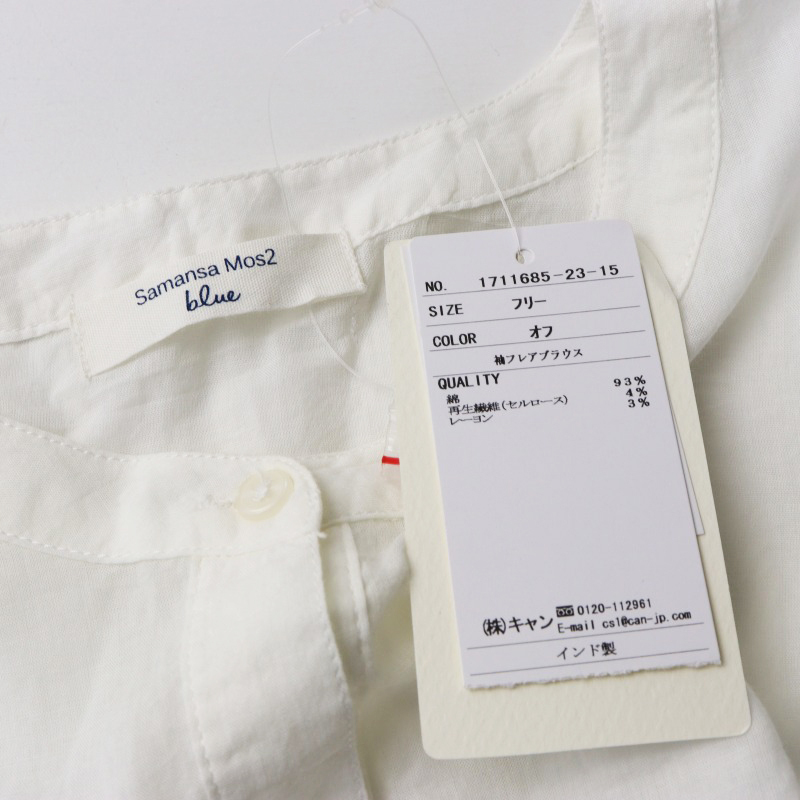 Samansa Mos2
blue
NO. 1711685-23-15
SIZE フリー
COLOR オフ
袖フレアブラウス
QUALITY
綿 93%
再生繊維(セルロース) 4%
レーヨン 3%
㈱キャン 0120-112961
E-mail cs1@can-jp.com
インド製